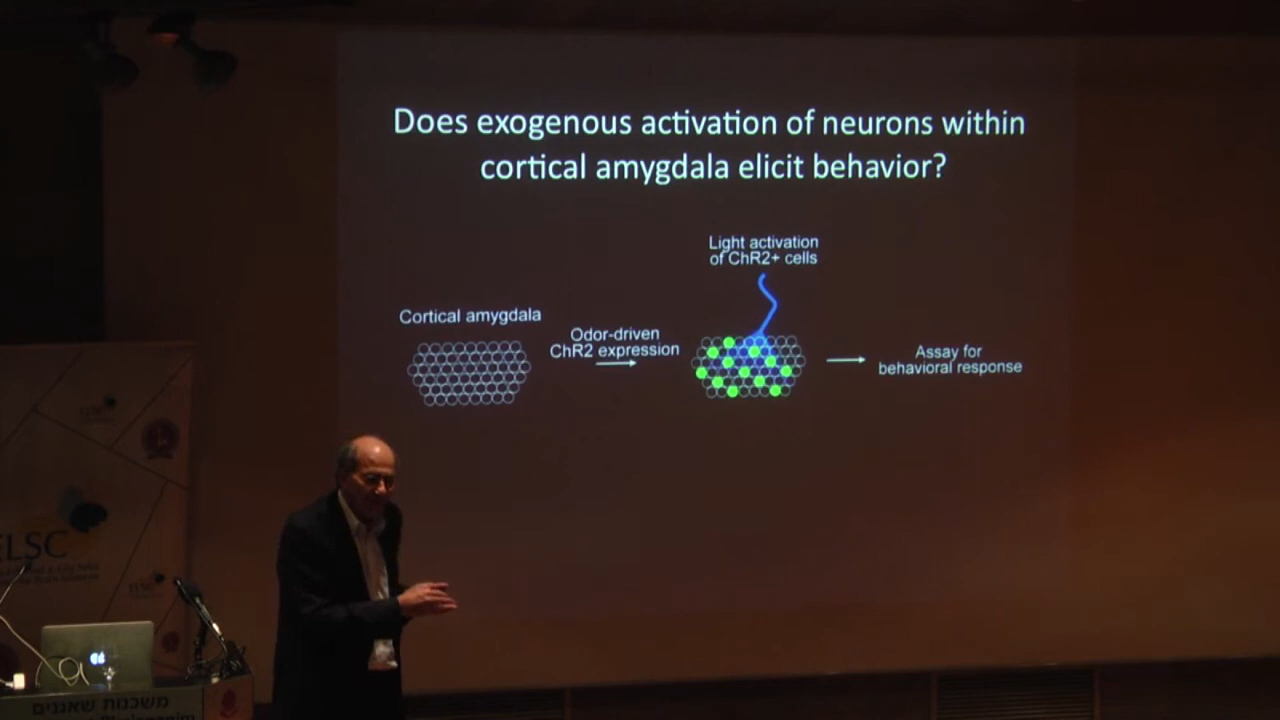 Does exogenous activation of neurons within
cortical amygdala elicit behavior?
Light activation
of ChR2+ cells
Cortical amygdala
Odor-driven
ChR2 expression
Assay for
behavioral response
ELSC
משכנות שאננים